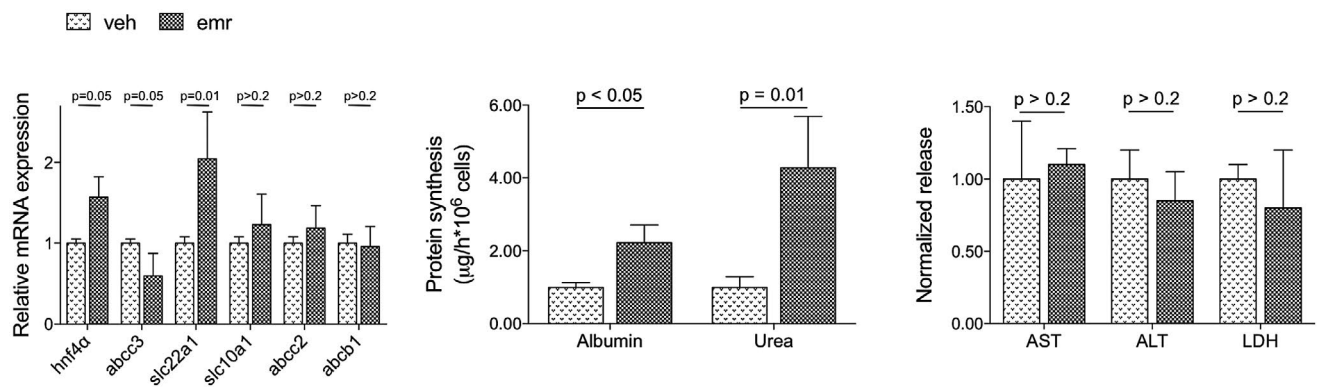 veh emr
Relative mRNA expression
2
1
0
p=0.05 p=0.05 p=0.01 p>0.2 p>0.2 p>0.2
hnf4α abcc3 slc22a1 slc10a1 abcc2 abcb1
Protein synthesis
(μg/h*10⁶ cells)
6.00
4.00
2.00
0.00
p < 0.05 p = 0.01
Albumin Urea
Normalized release
1.50
1.00
0.50
0.00
p > 0.2 p > 0.2 p > 0.2
AST ALT LDH